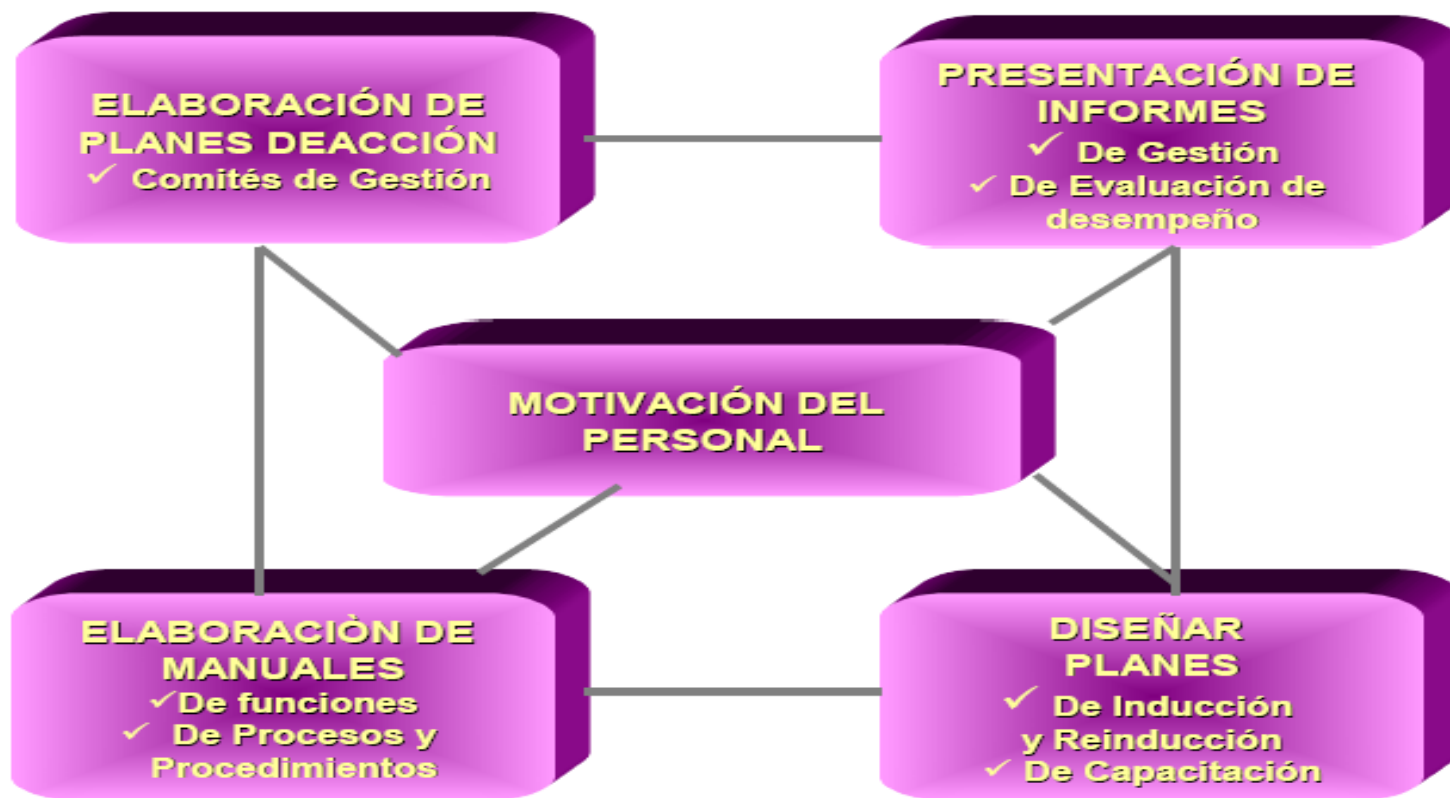 ELABORACIÓN DE
PLANES DEACCIÓN
✓ Comités de Gestión
PRESENTACIÓN DE
INFORMES
✓ De Gestión
✓ De Evaluación de
desempeño
MOTIVACIÓN DEL
PERSONAL
ELABORACIÒN DE
MANUALES
✓De funciones
✓ De Procesos y
Procedimientos
DISEÑAR
PLANES
✓ De Inducción
y Reinducción
✓ De Capacitación